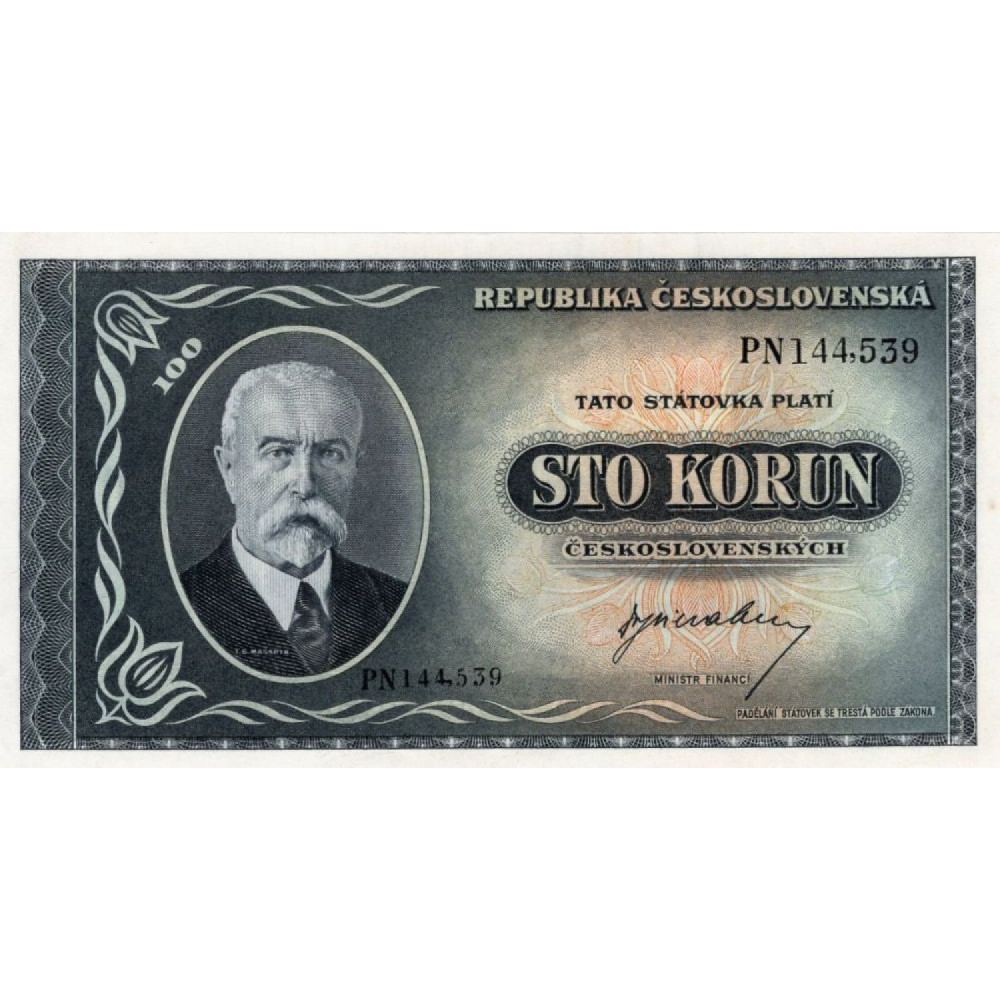 REPUBLIKA ČESKOSLOVENSKÁ
100
PN144,539
TATO STÁTOVKA PLATÍ
STO KORUN
ČESKOSLOVENSKÝCH
T. G. MASARYK
PN144,539
MINISTR FINANCÍ
PADĚLÁNÍ STÁTOVEK SE TRESTÁ PODLE ZÁKONA.